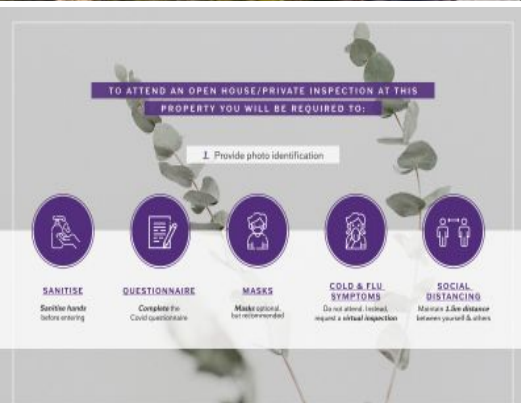 TO ATTEND AN OPEN HOUSE/PRIVATE INSPECTION AT THIS
PROPERTY YOU WILL BE REQUIRED TO:
1. Provide photo identification
SANITISE
Sanitise hands
before entering
QUESTIONNAIRE
Complete the
Covid questionnaire
MASKS
Masks optional,
but recommended
COLD & FLU
SYMPTOMS
Do not attend. Instead,
request a virtual inspection
SOCIAL
DISTANCING
Maintain 1.5m distance
between yourself & others